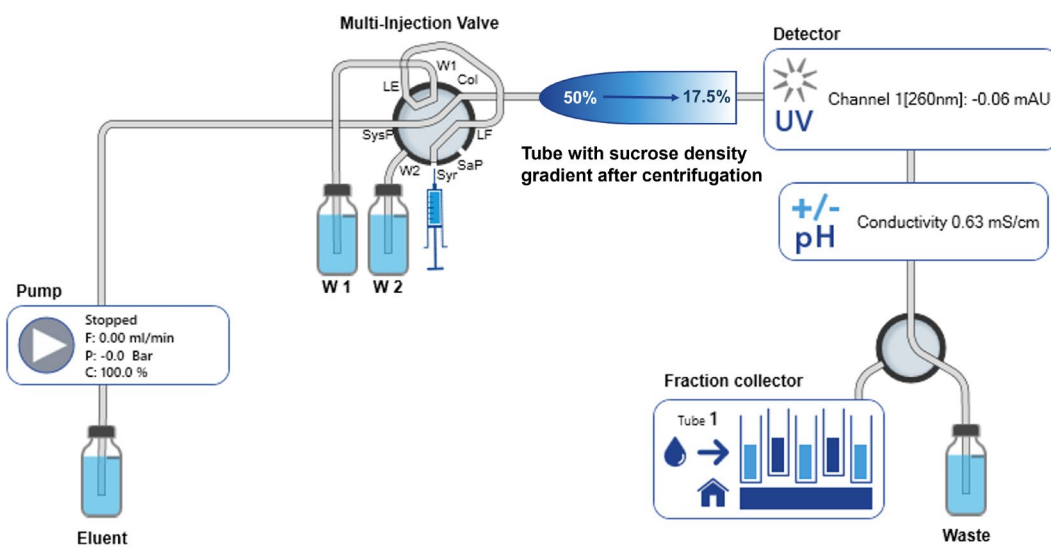 Multi-Injection Valve
W1
LE
Col
SysP
LF
W2
SaP
Syr
W 1
W 2
50%
17.5%
Tube with sucrose density
gradient after centrifugation
Detector
UV
Channel 1[260nm]: -0.06 mAU
+/-
pH
Conductivity 0.63 mS/cm
Pump
Stopped
F: 0.00 ml/min
P: -0.0 Bar
C: 100.0 %
Eluent
Fraction collector
Tube 1
Waste